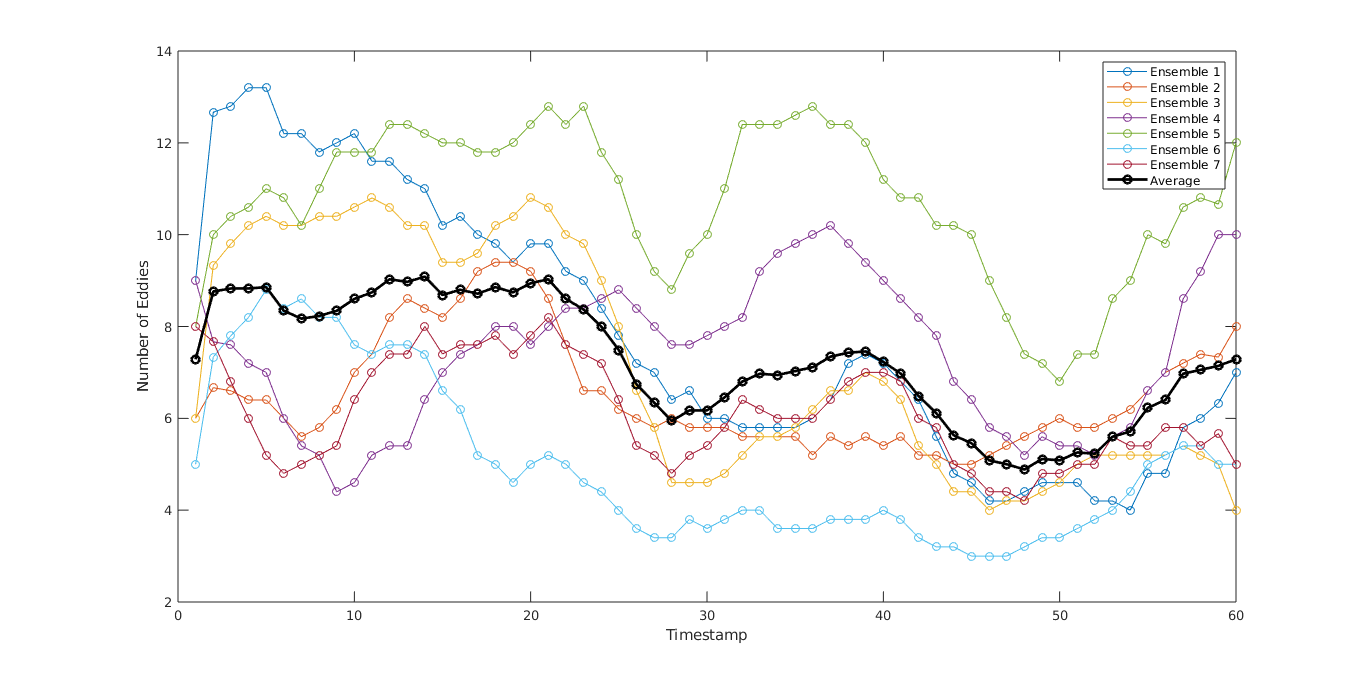 14
12
10
8
6
4
2
0
10
20
30
40
50
60
Number of Eddies
Timestamp
Ensemble 1
Ensemble 2
Ensemble 3
Ensemble 4
Ensemble 5
Ensemble 6
Ensemble 7
Average